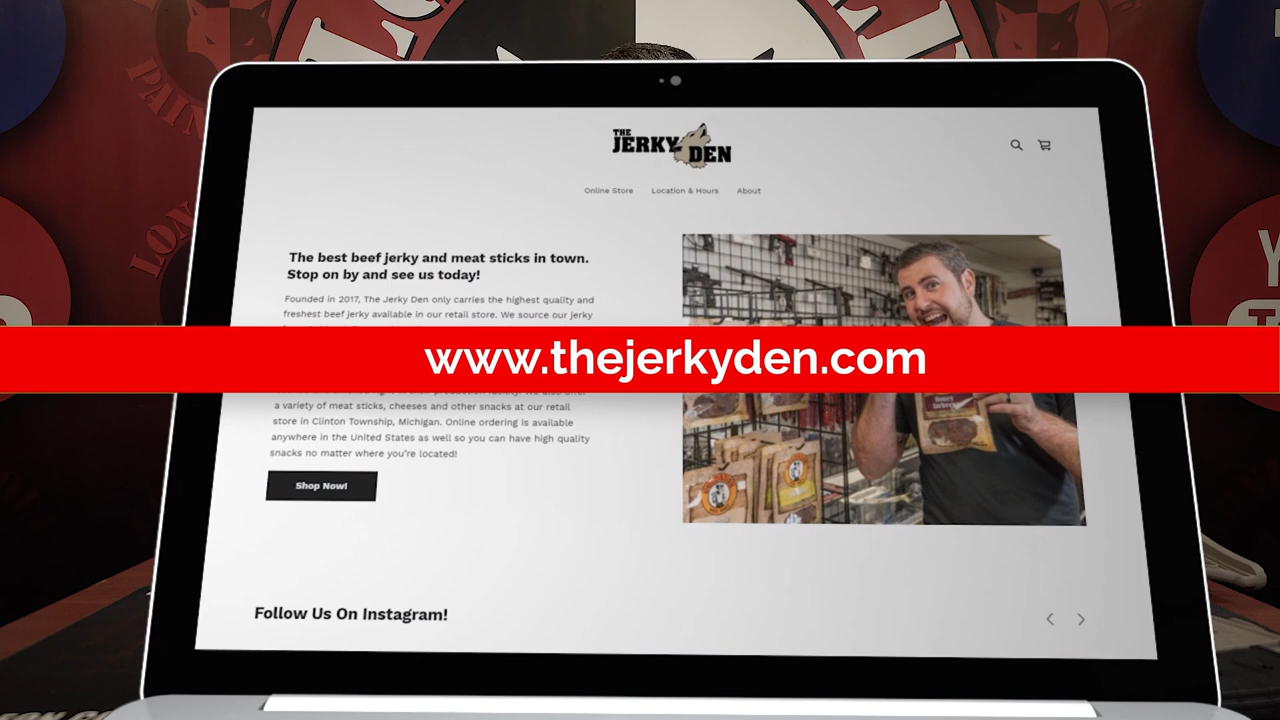 PAIN
LON
THE
JERKY
DEN
Online Store
Location & Hours
About
The best beef jerky and meat sticks in town.
Stop on by and see us today!
Founded in 2017, The Jerky Den only carries the highest quality and
freshest beef jerky available in our retail store. We source our jerky
www.thejerkyden.com
a variety of meat sticks, cheeses and other snacks at our retail
store in Clinton Township, Michigan. Online ordering is available
anywhere in the United States as well so you can have high quality
snacks no matter where you're located!
Shop Now!
Follow Us On Instagram!